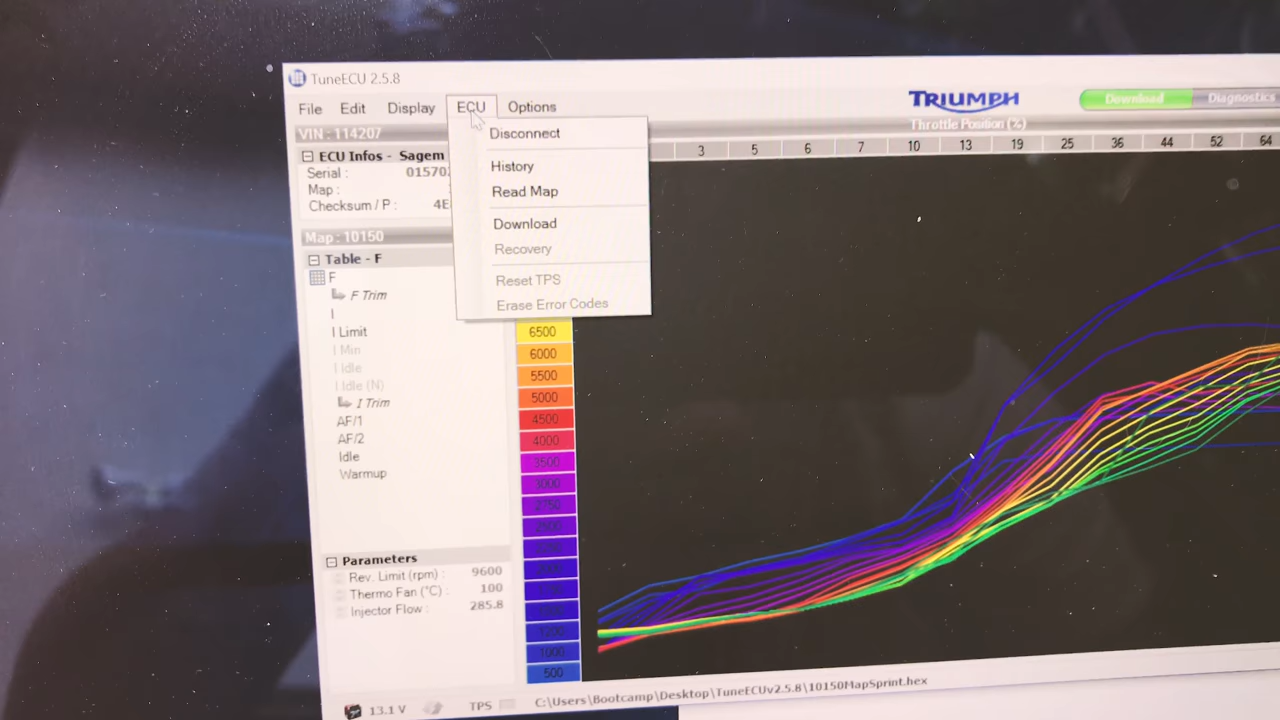 TuneECU 2.5.8
File Edit Display ECU Options
TRIUMPH
Download Diagnostics
VIN : 114207
Throttle Position (%)
3 5 6 7 10 13 19 25 36 44 52 64
ECU Infos - Sagem
Serial :
Map :
Checksum / P : 4E
Disconnect
History
Read Map
Download
Recovery
Reset TPS
Erase Error Codes
Map : 10150
Table - F
F
F Trim
I
I Limit
I Min
I Idle
I Idle (N)
I Trim
AF/1
AF/2
Idle
Warmup
6500
6000
5500
5000
4500
4000
3500
3000
2750
1200
1000
500
Parameters
Rev. Limit (rpm) : 9600
Thermo Fan (°C) : 100
Injector Flow : 285.8
13.1 V TPS C:\Users\Bootcamp\Desktop\TuneECUv2.5.8\10150MapSprint.hex